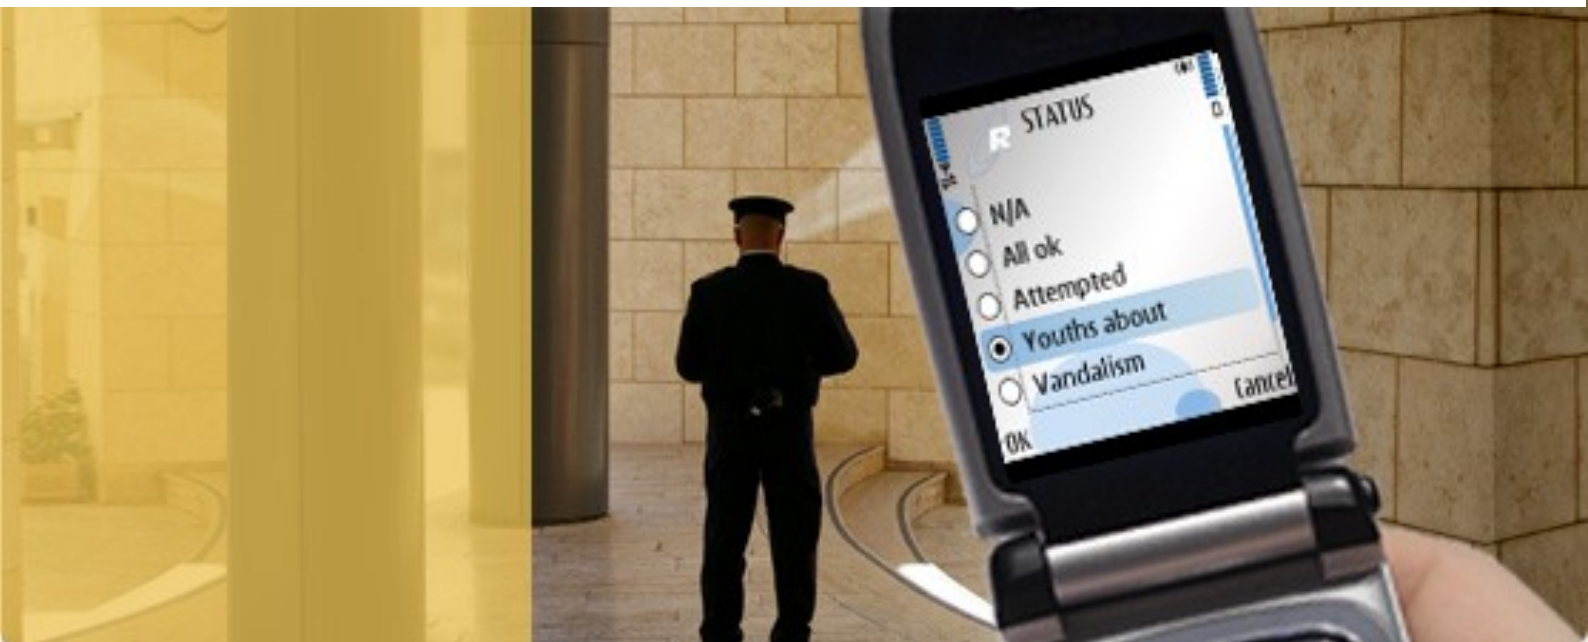 R STATUS
N/A
All ok
Attempted
Youths about
Vandalism
OK Cancel